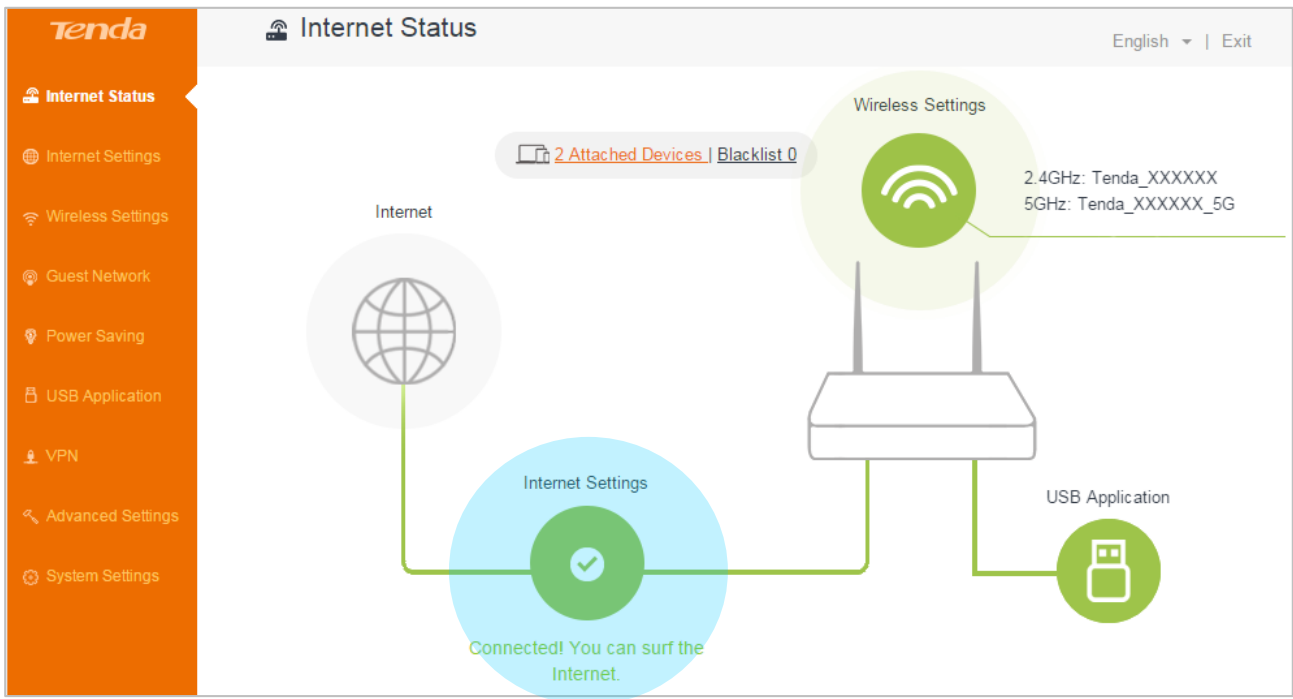 Tenda
Internet Status
English | Exit
Internet Status
Internet Settings
Wireless Settings
Guest Network
Power Saving
USB Application
VPN
Advanced Settings
System Settings
Wireless Settings
2 Attached Devices | Blacklist 0
2.4GHz: Tenda_XXXXXX
5GHz: Tenda_XXXXXX_5G
Internet
Internet Settings
USB Application
Connected! You can surf the
Internet.